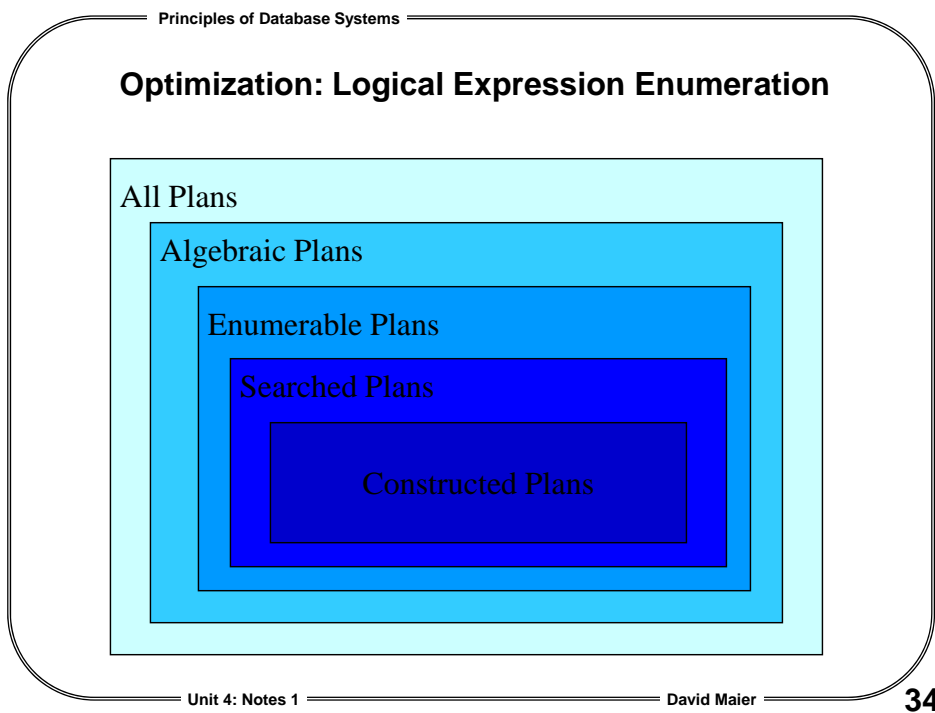 Principles of Database Systems
Optimization: Logical Expression Enumeration
All Plans
Algebraic Plans
Enumerable Plans
Searched Plans
Constructed Plans
Unit 4: Notes 1
David Maier
34